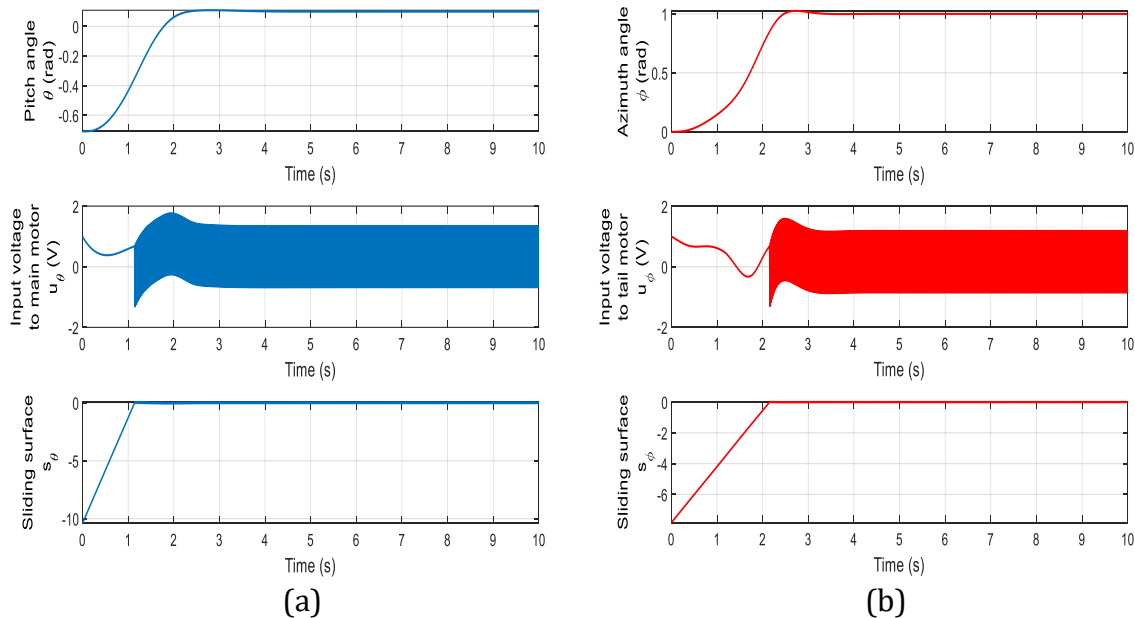 Pitch angle
θ (rad)
0
-0.2
-0.4
-0.6
0 1 2 3 4 5 6 7 8 9 10
Time (s)
Input voltage
to main motor
u_θ (V)
2
0
-2
0 1 2 3 4 5 6 7 8 9 10
Time (s)
Sliding surface
s_θ
0
-5
-10
0 1 2 3 4 5 6 7 8 9 10
Time (s)
(a)
Azimuth angle
ϕ (rad)
1
0.5
0
0 1 2 3 4 5 6 7 8 9 10
Time (s)
Input voltage
to tail motor
u_ϕ (V)
2
0
-2
0 1 2 3 4 5 6 7 8 9 10
Time (s)
Sliding surface
s_ϕ
0
-2
-4
-6
0 1 2 3 4 5 6 7 8 9 10
Time (s)
(b)